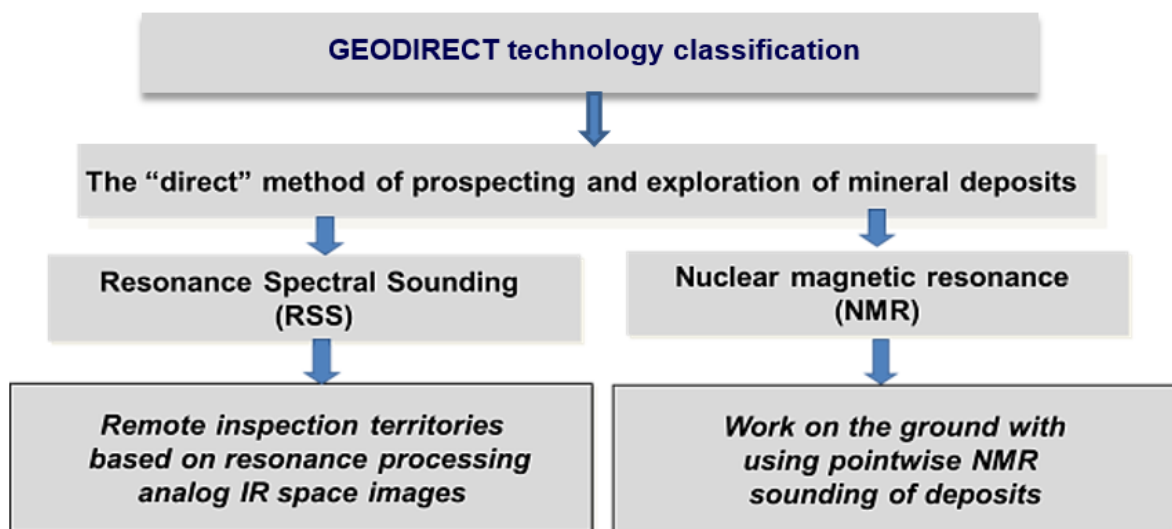 GEODIRECT technology classification
The “direct” method of prospecting and exploration of mineral deposits
Resonance Spectral Sounding
(RSS)
Nuclear magnetic resonance
(NMR)
Remote inspection territories
based on resonance processing
analog IR space images
Work on the ground with
using pointwise NMR
sounding of deposits